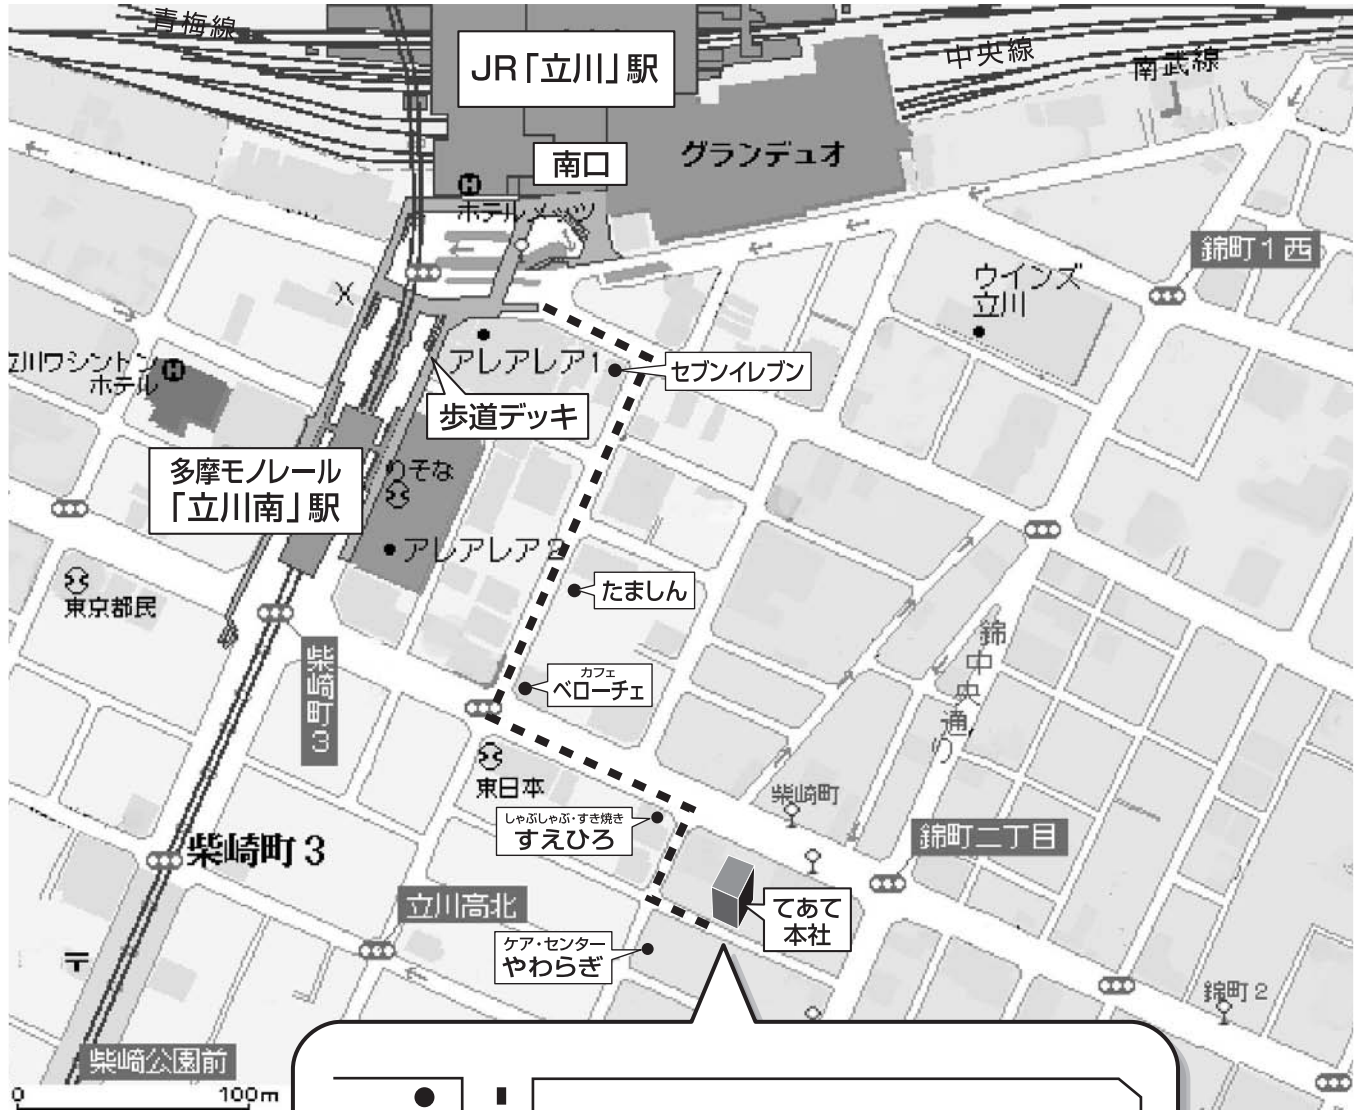 青梅線
JR「立川」駅
中央線
南武線
南口
グランデュオ
ホテルメッツ
錦町1西
ウインズ
立川
立川ワシントン
ホテル
アレアレア1
セブンイレブン
歩道デッキ
多摩モノレール
「立川南」駅
りそな
アレアレア2
たましん
東京都民
柴崎町3
カフェ
ベローチェ
錦中央通り
東日本
柴崎町
しゃぶしゃぶ・すき焼き
すえひろ
錦町二丁目
柴崎町3
立川高北
てあて
本社
ケア・センター
やわらぎ
錦町2
柴崎公園前
0 100m